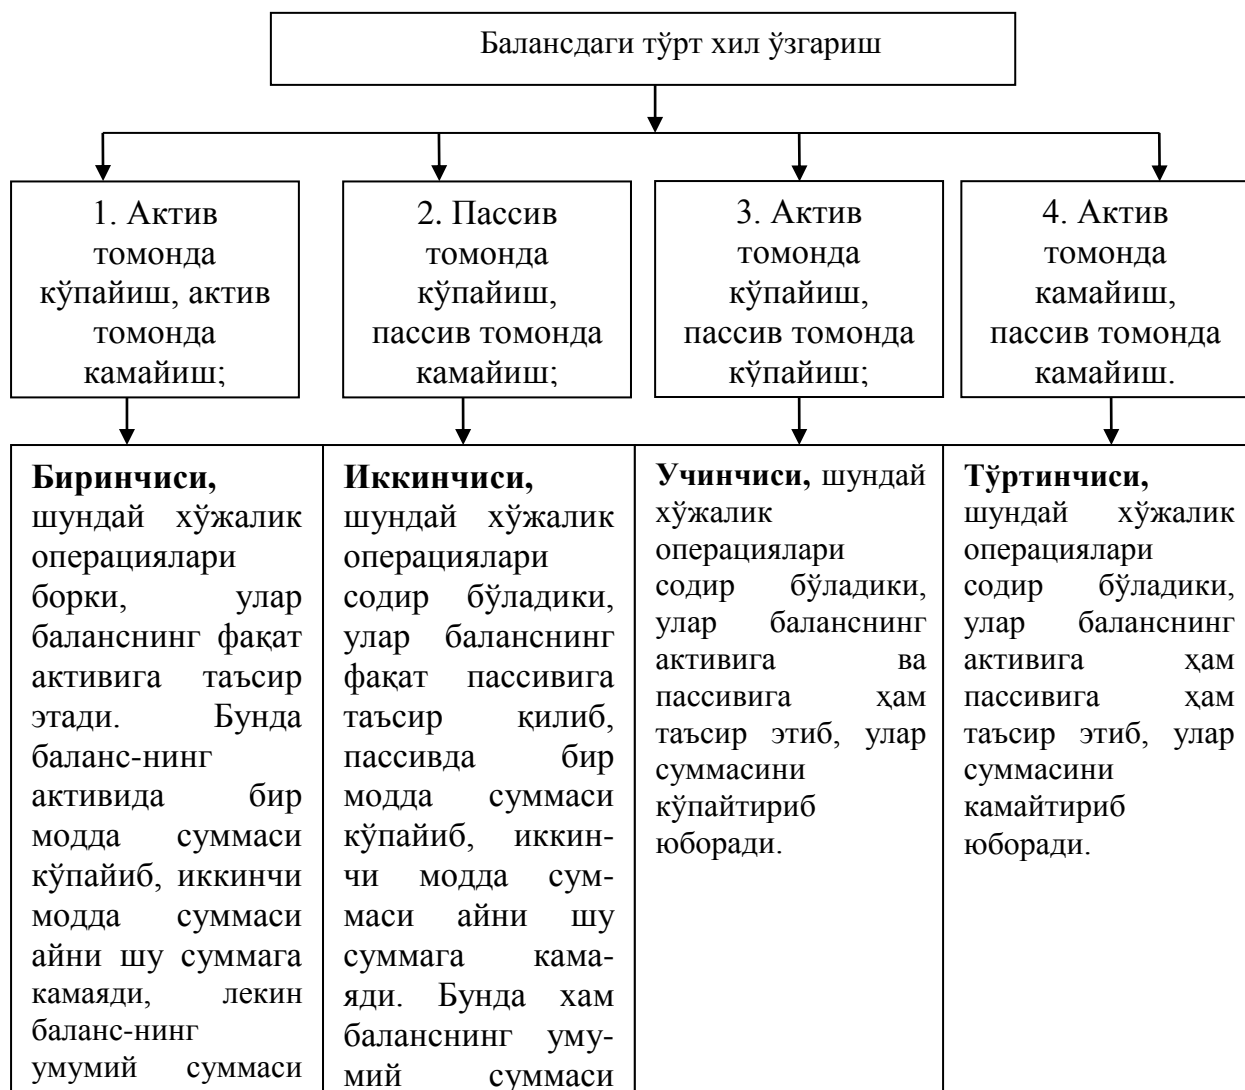 Балансдаги тўрт хил ўзгариш
1. Актив
томонда
кўпайиш, актив
томонда
камайиш;
2. Пассив
томонда
кўпайиш,
пассив томонда
камайиш;
3. Актив
томонда
кўпайиш,
пассив томонда
кўпайиш;
4. Актив
томонда
камайиш,
пассив томонда
камайиш.
Биринчиси,
шундай хўжалик
операциялари
борки, улар
баланснинг фақат
активига таъсир
этади. Бунда
баланс-нинг
активида бир
модда суммаси
кўпайиб, иккинчи
модда суммаси
айни шу суммага
камаяди, лекин
баланс-нинг
умумий суммаси
Иккинчиси,
шундай хўжалик
операциялари
содир бўладики,
улар баланснинг
фақат пассивига
таъсир қилиб,
пассивда бир
модда суммаси
кўпайиб, иккин-
чи модда сум-
маси айни шу
суммага кама-
яди. Бунда хам
баланснинг уму-
мий суммаси
Учинчиси, шундай
хўжалик
операциялари
содир бўладики,
улар баланснинг
активига ва
пассивига ҳам
таъсир этиб, улар
суммасини
кўпайтириб
юборади.
Тўртинчиси,
шундай хўжалик
операциялари
содир бўладики,
улар баланснинг
активига ҳам
пассивига ҳам
таъсир этиб, улар
суммасини
камайтириб
юборади.